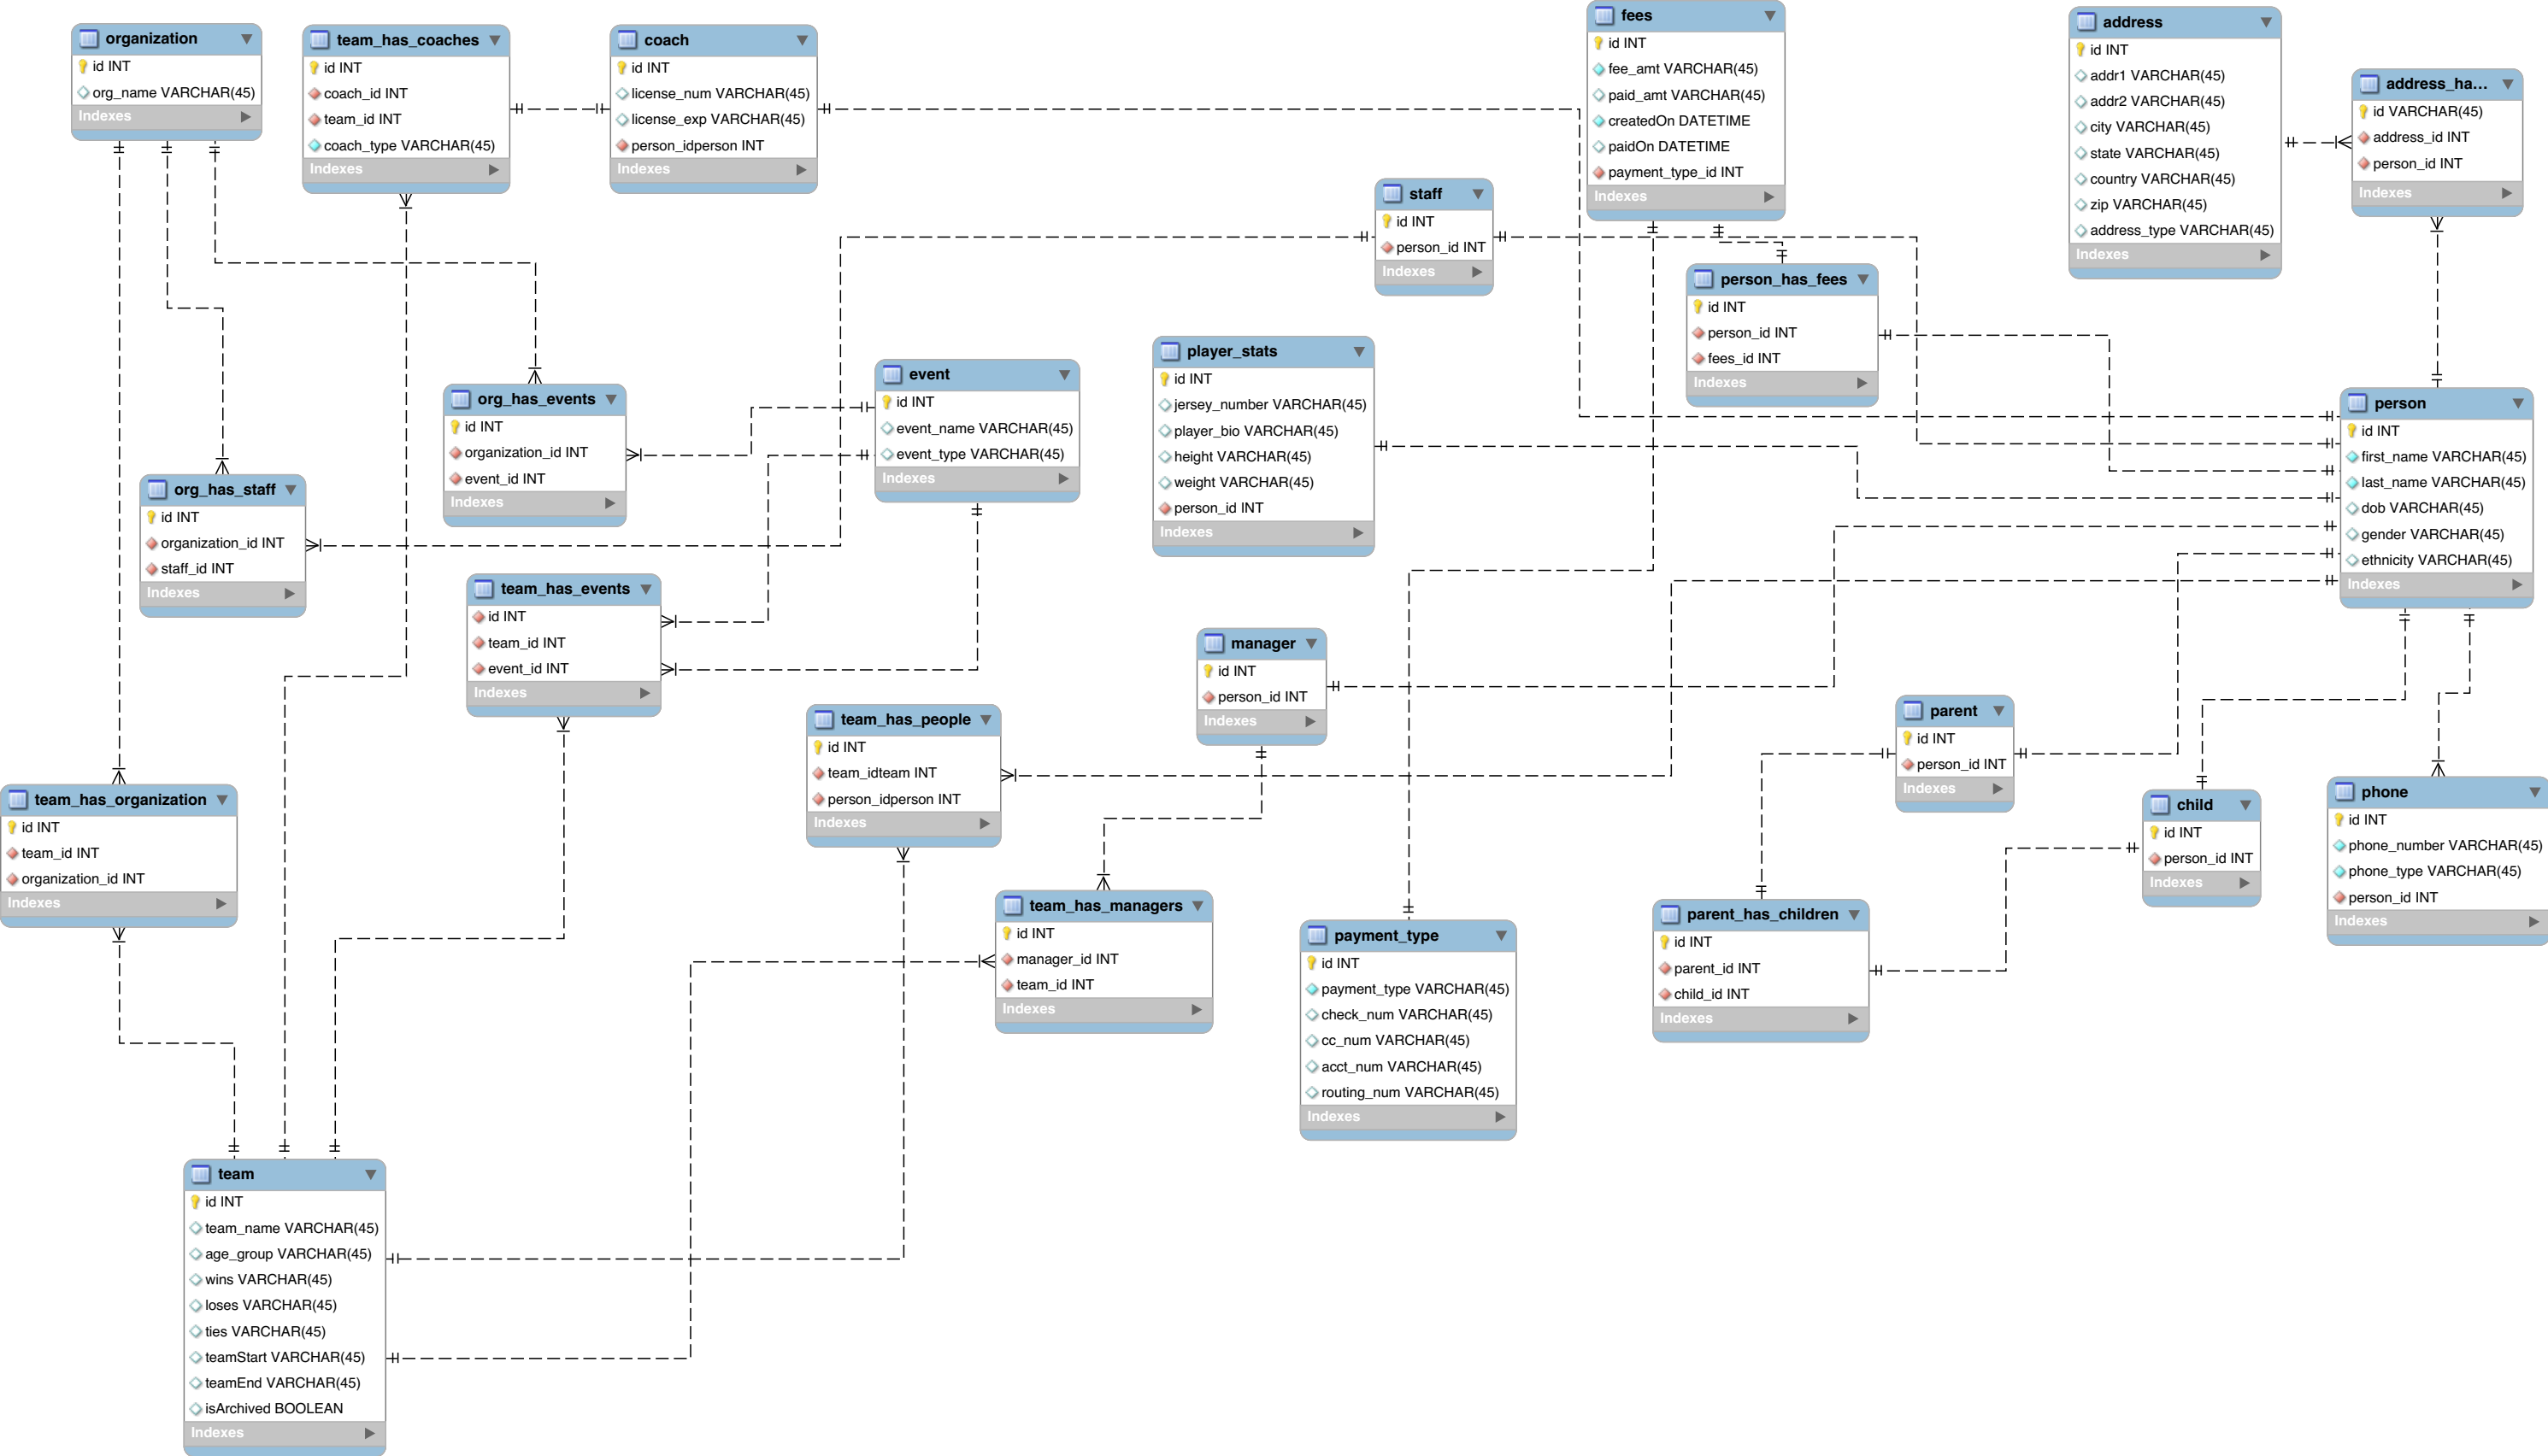 organization
id INT
org_name VARCHAR(45)
Indexes
team_has_coaches
id INT
coach_id INT
team_id INT
coach_type VARCHAR(45)
Indexes
coach
id INT
license_num VARCHAR(45)
license_exp VARCHAR(45)
person_idperson INT
Indexes
fees
id INT
fee_amt VARCHAR(45)
paid_amt VARCHAR(45)
createdOn DATETIME
paidOn DATETIME
payment_type_id INT
Indexes
address
id INT
addr1 VARCHAR(45)
addr2 VARCHAR(45)
city VARCHAR(45)
state VARCHAR(45)
country VARCHAR(45)
zip VARCHAR(45)
address_type VARCHAR(45)
Indexes
address_ha...
id VARCHAR(45)
address_id INT
person_id INT
Indexes
staff
id INT
person_id INT
Indexes
person_has_fees
id INT
person_id INT
fees_id INT
Indexes
player_stats
id INT
jersey_number VARCHAR(45)
player_bio VARCHAR(45)
height VARCHAR(45)
weight VARCHAR(45)
person_id INT
Indexes
event
id INT
event_name VARCHAR(45)
event_type VARCHAR(45)
Indexes
org_has_events
id INT
organization_id INT
event_id INT
Indexes
person
id INT
first_name VARCHAR(45)
last_name VARCHAR(45)
dob VARCHAR(45)
gender VARCHAR(45)
ethnicity VARCHAR(45)
Indexes
org_has_staff
id INT
organization_id INT
staff_id INT
Indexes
team_has_events
id INT
team_id INT
event_id INT
Indexes
manager
id INT
person_id INT
Indexes
team_has_people
id INT
team_idteam INT
person_idperson INT
Indexes
parent
id INT
person_id INT
Indexes
child
id INT
person_id INT
Indexes
phone
id INT
phone_number VARCHAR(45)
phone_type VARCHAR(45)
person_id INT
Indexes
team_has_organization
id INT
team_id INT
organization_id INT
Indexes
team_has_managers
id INT
manager_id INT
team_id INT
Indexes
payment_type
id INT
payment_type VARCHAR(45)
check_num VARCHAR(45)
cc_num VARCHAR(45)
acct_num VARCHAR(45)
routing_num VARCHAR(45)
Indexes
parent_has_children
id INT
parent_id INT
child_id INT
Indexes
team
id INT
team_name VARCHAR(45)
age_group VARCHAR(45)
wins VARCHAR(45)
loses VARCHAR(45)
ties VARCHAR(45)
teamStart VARCHAR(45)
teamEnd VARCHAR(45)
isArchived BOOLEAN
Indexes